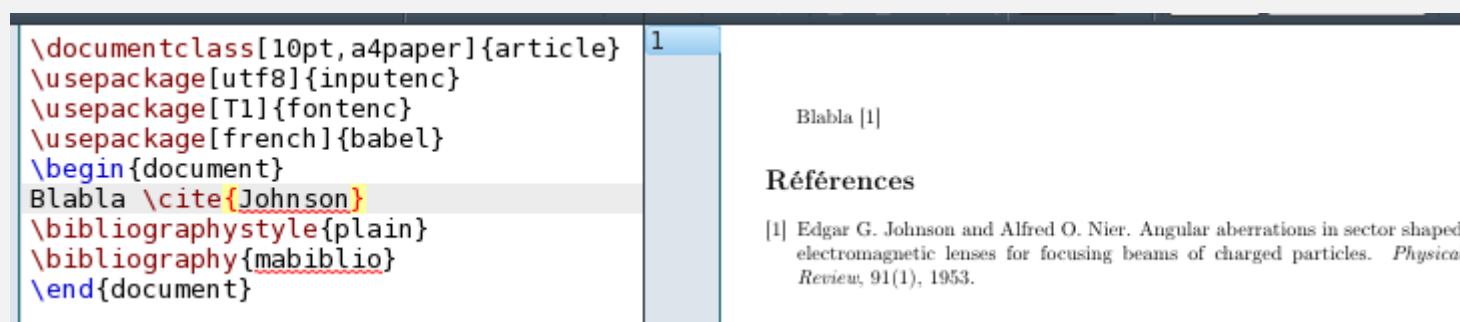 \documentclass[10pt,a4paper]{article}
\usepackage[utf8]{inputenc}
\usepackage[T1]{fontenc}
\usepackage[french]{babel}
\begin{document}
Blabla \cite{Johnson}
\bibliographystyle{plain}
\bibliography{mabiblio}
\end{document}
1
Blabla [1]
Références
[1] Edgar G. Johnson and Alfred O. Nier. Angular aberrations in sector shaped
electromagnetic lenses for focusing beams of charged particles. Physica
Review, 91(1), 1953.